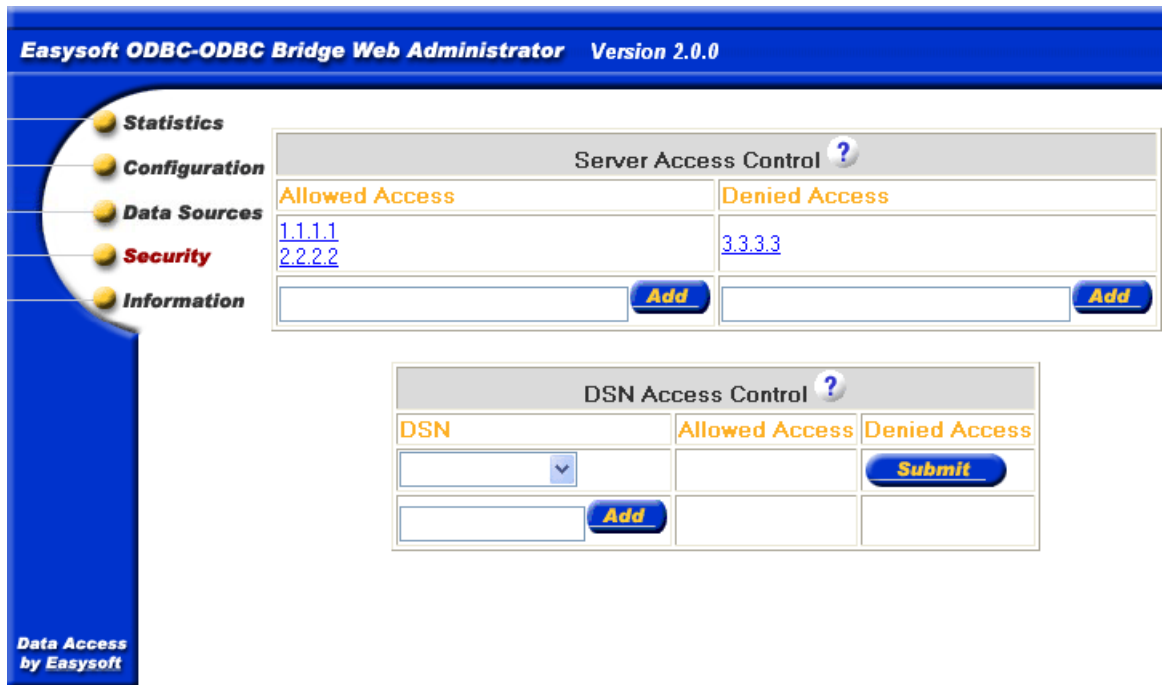 Easysoft ODBC-ODBC Bridge Web Administrator Version 2.0.0
Statistics
Configuration
Data Sources
Security
Information
Server Access Control ?
Allowed Access Denied Access
1.1.1.1
2.2.2.2
3.3.3.3
Add Add
DSN Access Control ?
DSN Allowed Access Denied Access
Submit
Add
Data Access
by Easysoft